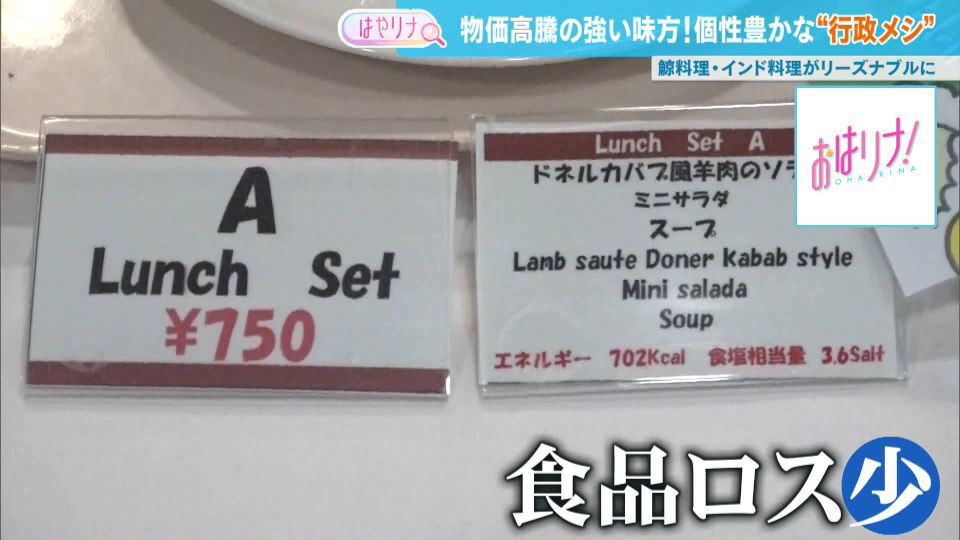 はやリナ
物価高騰の強い味方!個性豊かな“行政メシ”
鯨料理・インド料理がリーズナブルに
おはリナ!
OHA RINA
A
Lunch Set
¥750
Lunch Set A
ドネルカバブ風羊肉のソテ
ミニサラダ
スープ
Lamb saute Doner Kabab style
Mini salada
Soup
エネルギー 702Kcal 食塩相当量 3.6Salt
食品ロス少